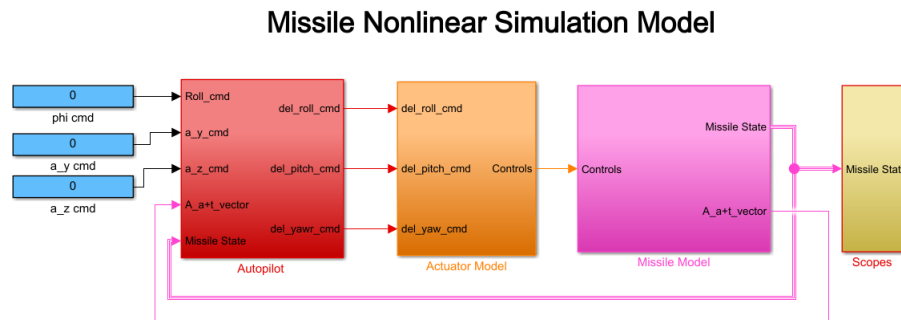 Missile Nonlinear Simulation Model
0
phi cmd
0
a_y cmd
0
a_z cmd
Roll_cmd
a_y_cmd
a_z_cmd
A_a+t_vector
Missile State
del_roll_cmd
del_pitch_cmd
del_yawr_cmd
Autopilot
del_roll_cmd
del_pitch_cmd
del_yaw_cmd
Controls
Actuator Model
Controls
Missile State
A_a+t_vector
Missile Model
Missile State
Scopes